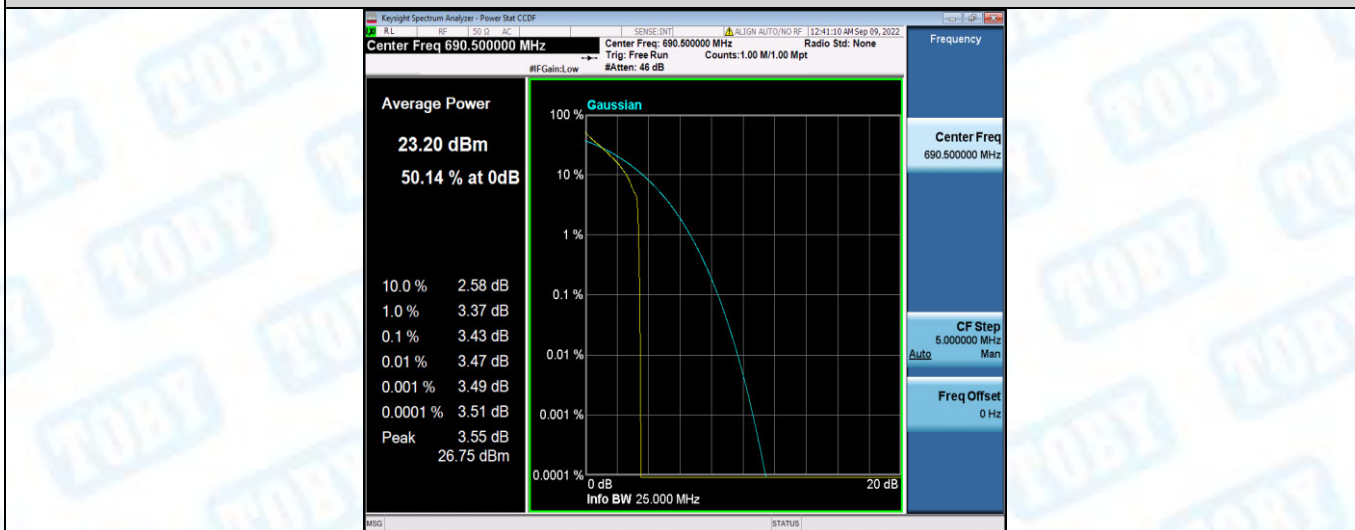 Keysight Spectrum Analyzer - Power Stat CCDF
RL RF 50 Ω AC SENSE:INT ALIGN AUTO/NO RF 12:41:10 AM Sep 09, 2022
Center Freq 690.500000 MHz
Center Freq: 690.500000 MHz Radio Std: None
Trig: Free Run Counts:1.00 M/1.00 Mpt
#IFGain:Low #Atten: 46 dB
Frequency
Average Power
23.20 dBm
50.14 % at 0dB
10.0 % 2.58 dB
1.0 % 3.37 dB
0.1 % 3.43 dB
0.01 % 3.47 dB
0.001 % 3.49 dB
0.0001 % 3.51 dB
Peak 3.55 dB
26.75 dBm
Gaussian
100 %
10 %
1 %
0.1 %
0.01 %
0.001 %
0.0001 %
0 dB 20 dB
Info BW 25.000 MHz
Center Freq
690.500000 MHz
CF Step
5.000000 MHz
Auto Man
Freq Offset
0 Hz
MSG STATUS
TOBY
TOBY
TOBY
TOBY
TOBY
TOBY
TOBY
TOBY